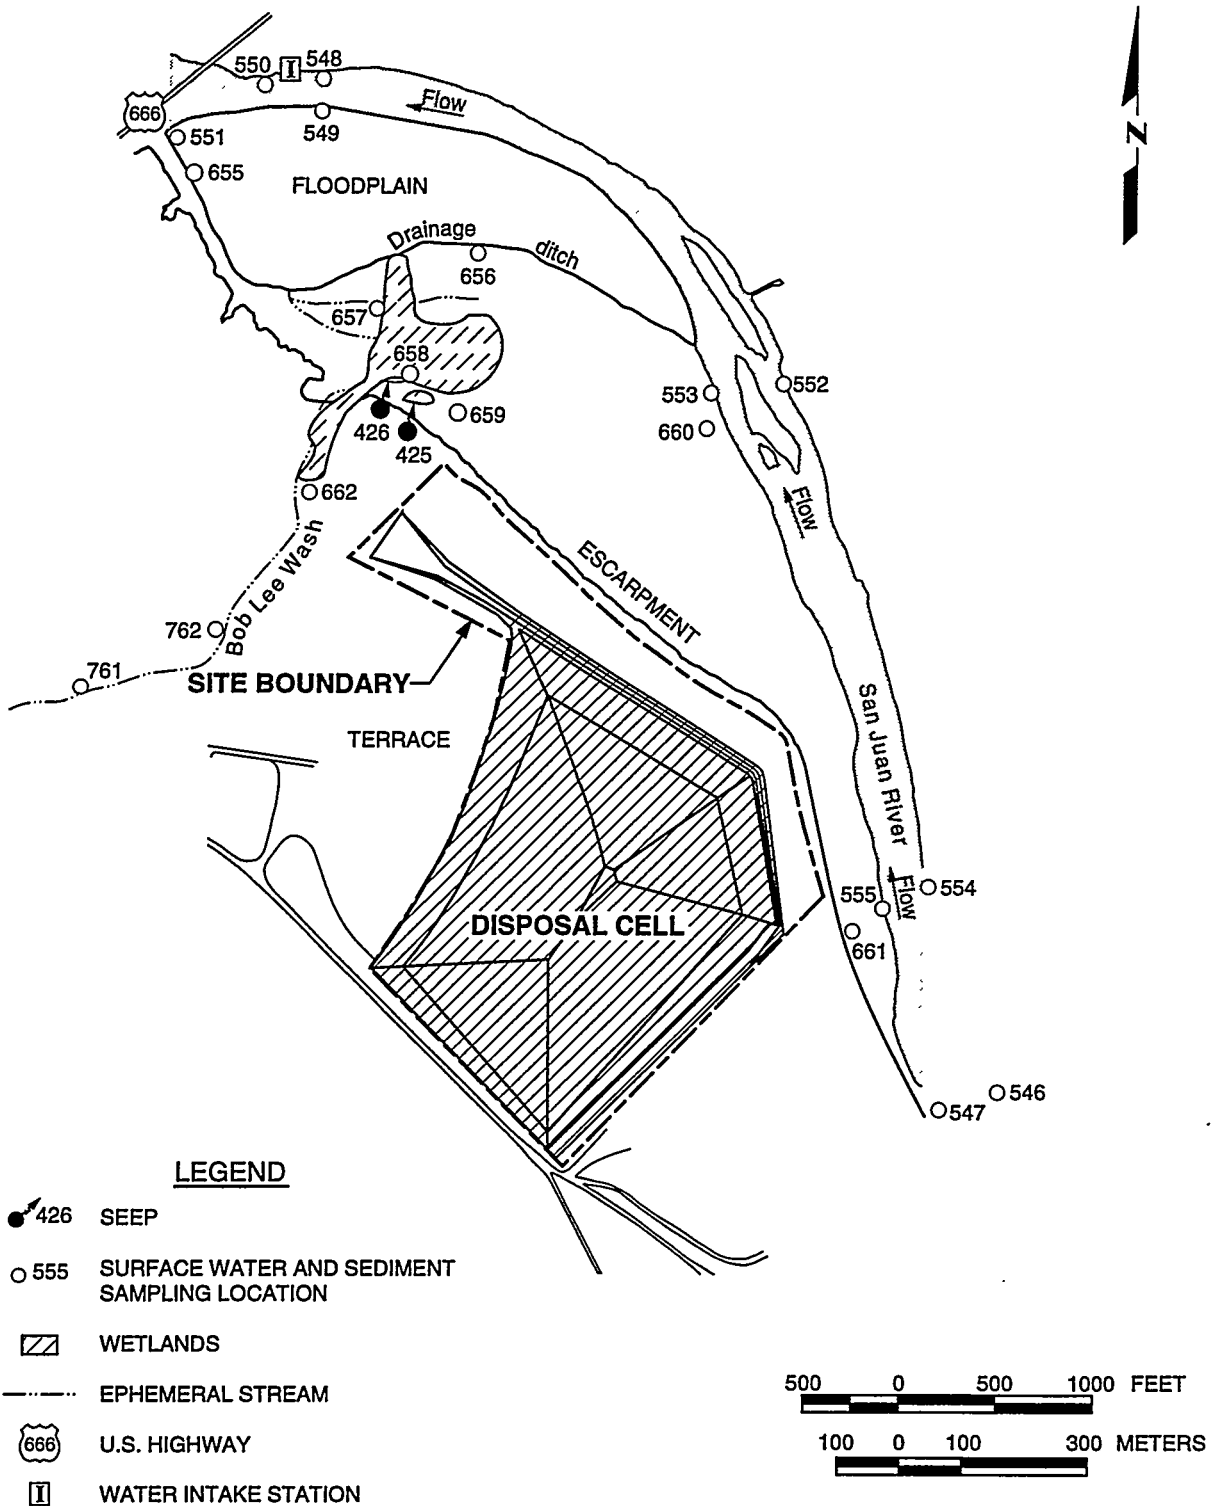 550
I
548
Flow
666
551
549
655
FLOODPLAIN
Drainage
ditch
656
657
658
552
553
659
660
426
425
662
Flow
ESCARPMENT
Bob Lee Wash
762
761
SITE BOUNDARY
San Juan River
TERRACE
554
555
Flow
DISPOSAL CELL
661
546
547
LEGEND
426 SEEP
555 SURFACE WATER AND SEDIMENT
SAMPLING LOCATION
WETLANDS
EPHEMERAL STREAM
666 U.S. HIGHWAY
I WATER INTAKE STATION
500 0 500 1000 FEET
100 0 100 300 METERS
N